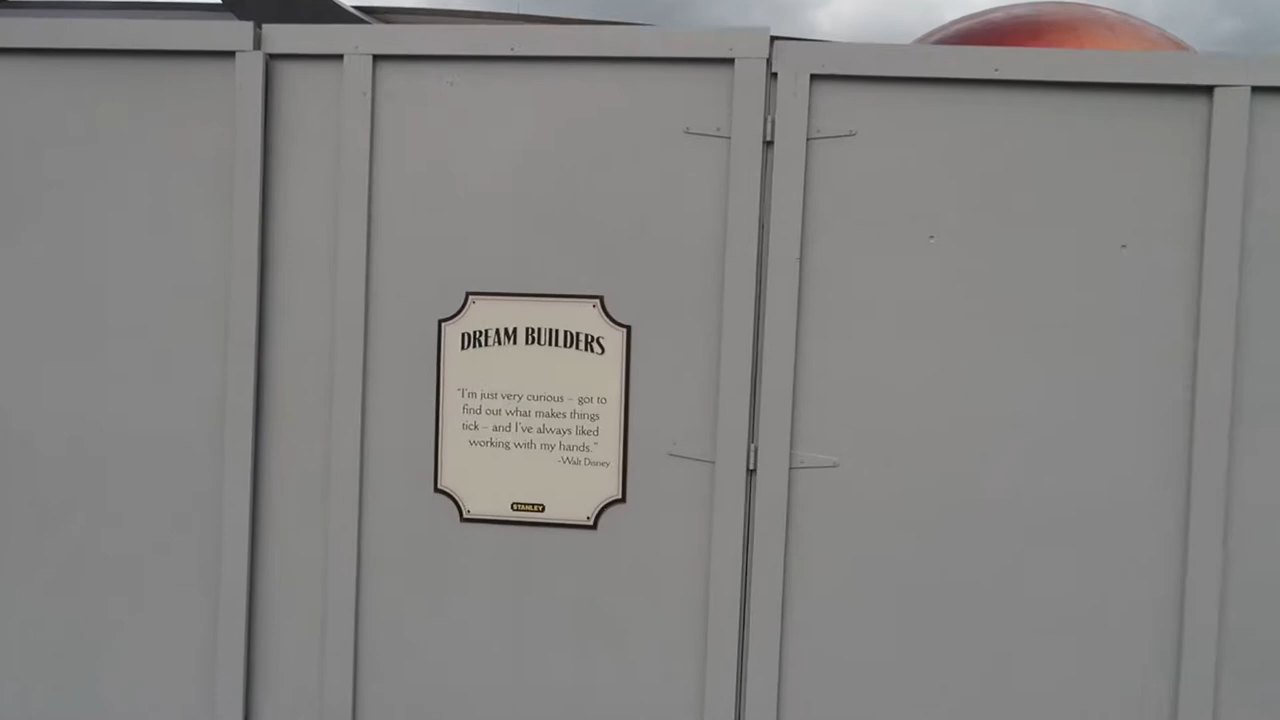 DREAM BUILDERS
"I'm just very curious – got to
find out what makes things
tick – and I've always liked
working with my hands."
-Walt Disney
STANLEY